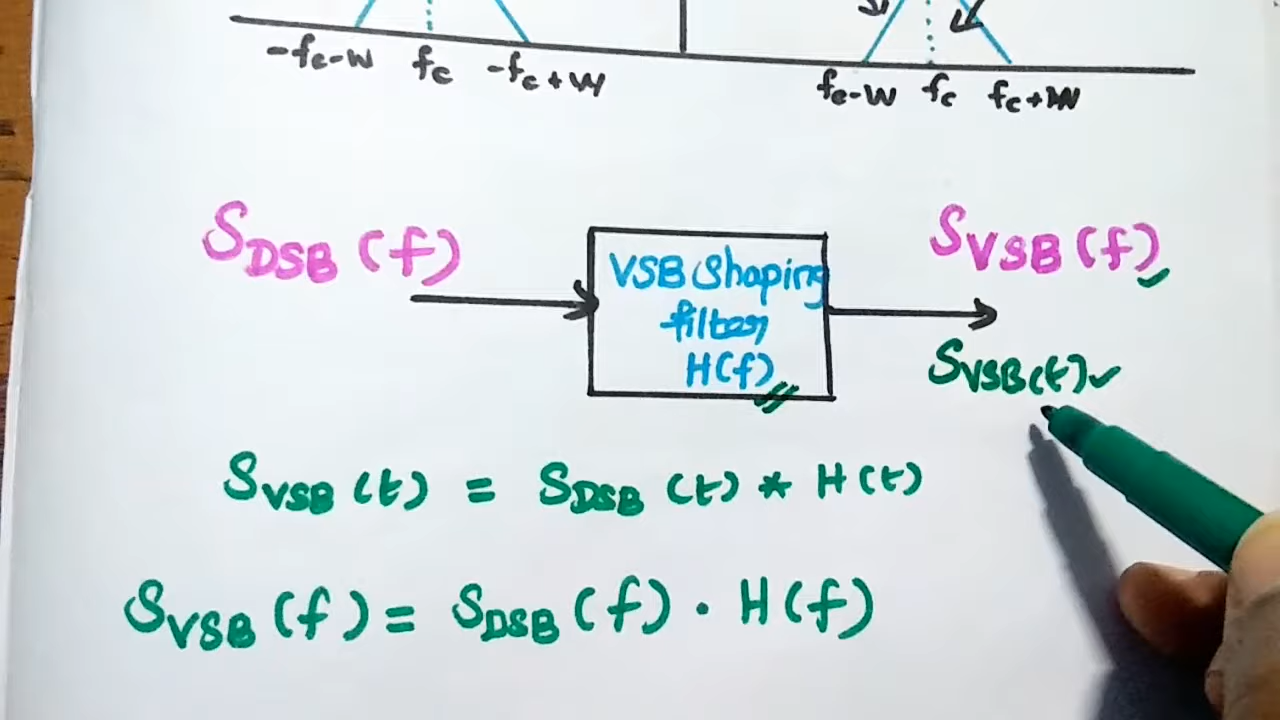 -fc-W fc -fc+W fc-W fc fc+W
SDSB(f) SVSB(f)
VSB Shaping
filter
H(f)
SVSB(t)
SVSB(t) = SDSB(t) * H(t)
SVSB(f) = SDSB(f) . H(f)